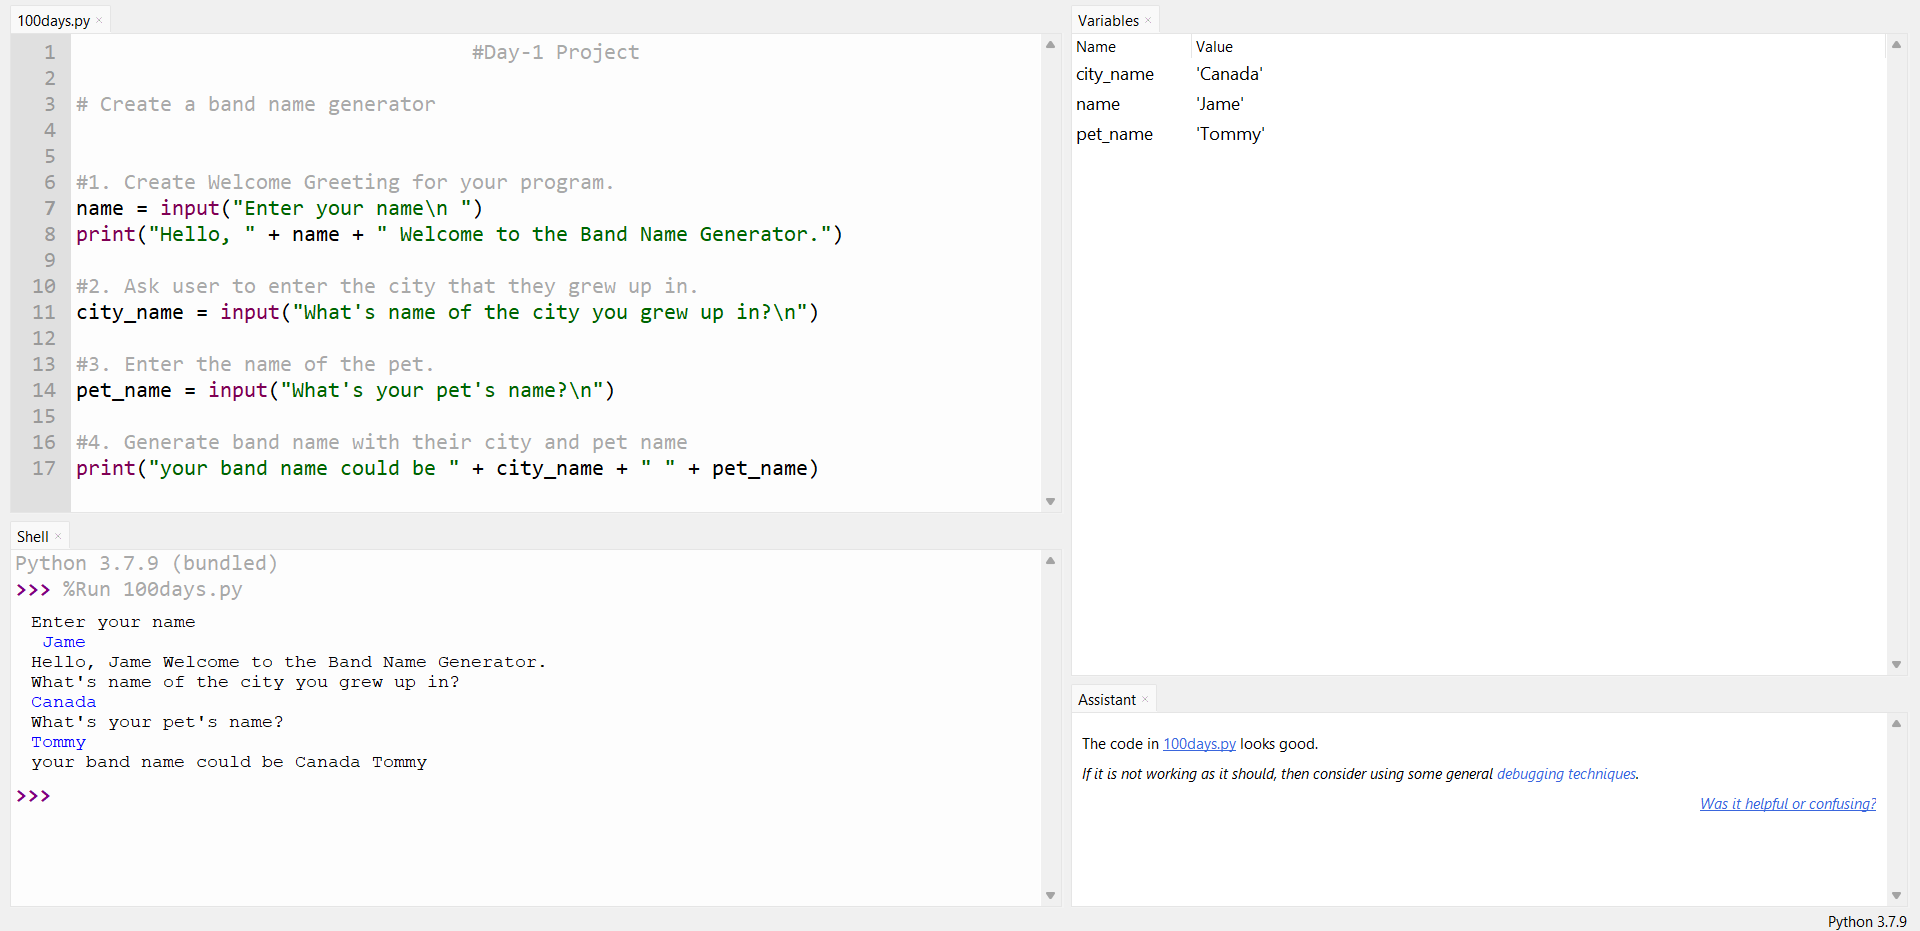 100days.py ×
1 #Day-1 Project
2
3 # Create a band name generator
4
5
6 #1. Create Welcome Greeting for your program.
7 name = input("Enter your name\n ")
8 print("Hello, " + name + " Welcome to the Band Name Generator.")
9
10 #2. Ask user to enter the city that they grew up in.
11 city_name = input("What's name of the city you grew up in?\n")
12
13 #3. Enter the name of the pet.
14 pet_name = input("What's your pet's name?\n")
15
16 #4. Generate band name with their city and pet name
17 print("your band name could be " + city_name + " " + pet_name)
Shell ×
Python 3.7.9 (bundled)
>>> %Run 100days.py
Enter your name
Jame
Hello, Jame Welcome to the Band Name Generator.
What's name of the city you grew up in?
Canada
What's your pet's name?
Tommy
your band name could be Canada Tommy
>>>
Variables ×
Name Value
city_name 'Canada'
name 'Jame'
pet_name 'Tommy'
Assistant ×
The code in 100days.py looks good.
If it is not working as it should, then consider using some general debugging techniques.
Was it helpful or confusing?
Python 3.7.9